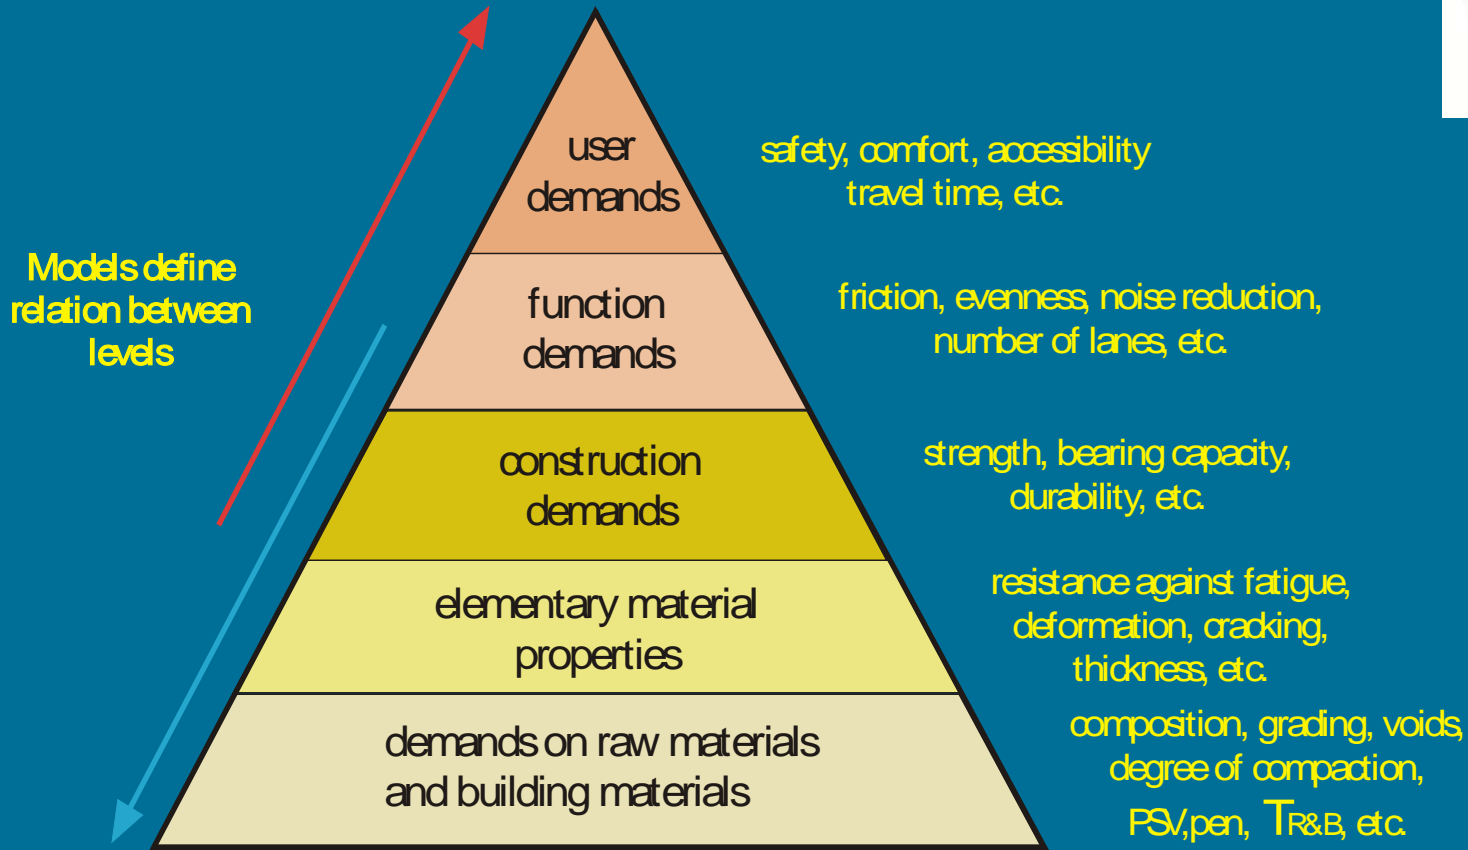 user
demands
safety, comfort, accessibility
travel time, etc.
Models define
relation between
levels
function
demands
friction, evenness, noise reduction,
number of lanes, etc.
construction
demands
strength, bearing capacity,
durability, etc.
elementary material
properties
resistance against fatigue,
deformation, cracking,
thickness, etc.
demands on raw materials
and building materials
composition, grading, voids,
degree of compaction,
PSV,pen, TR&B, etc.